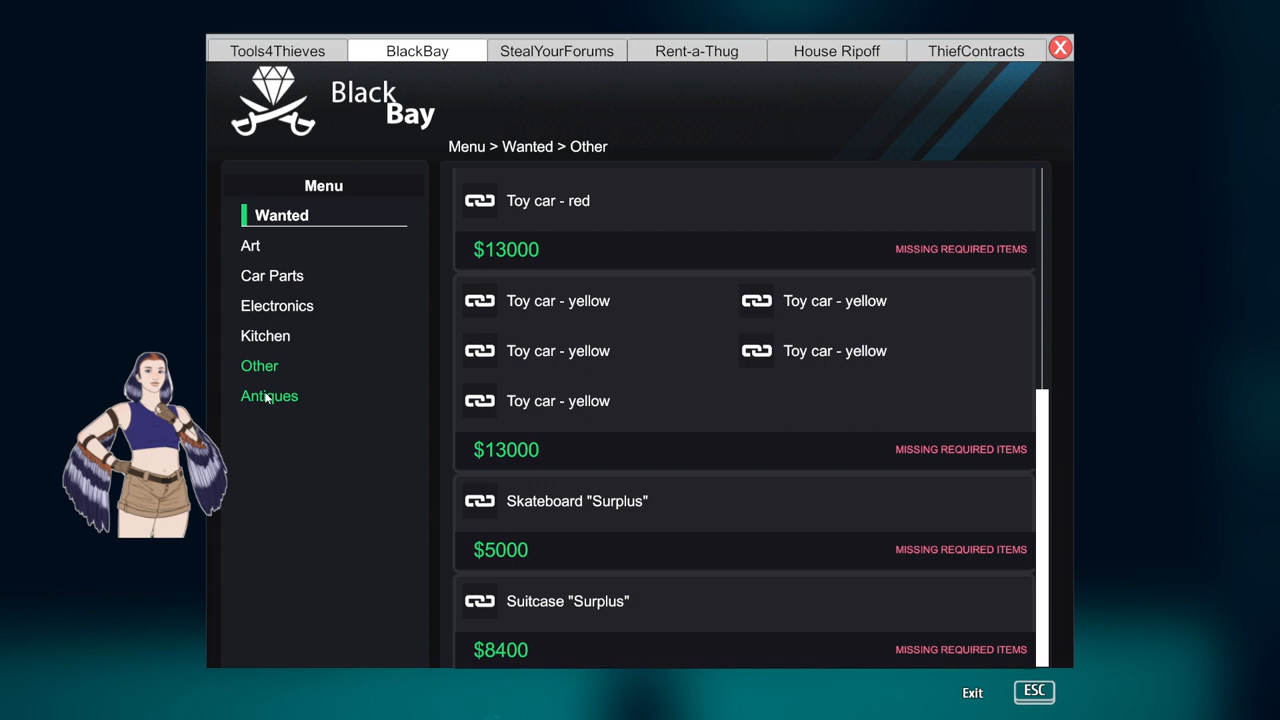 Tools4Thieves BlackBay StealYourForums Rent-a-Thug House Ripoff ThiefContracts X
Black
Bay
Menu > Wanted > Other
Menu
Wanted
Art
Car Parts
Electronics
Kitchen
Other
Antiques
Toy car - red
$13000 MISSING REQUIRED ITEMS
Toy car - yellow Toy car - yellow
Toy car - yellow Toy car - yellow
Toy car - yellow
$13000 MISSING REQUIRED ITEMS
Skateboard "Surplus"
$5000 MISSING REQUIRED ITEMS
Suitcase "Surplus"
$8400 MISSING REQUIRED ITEMS
Exit ESC